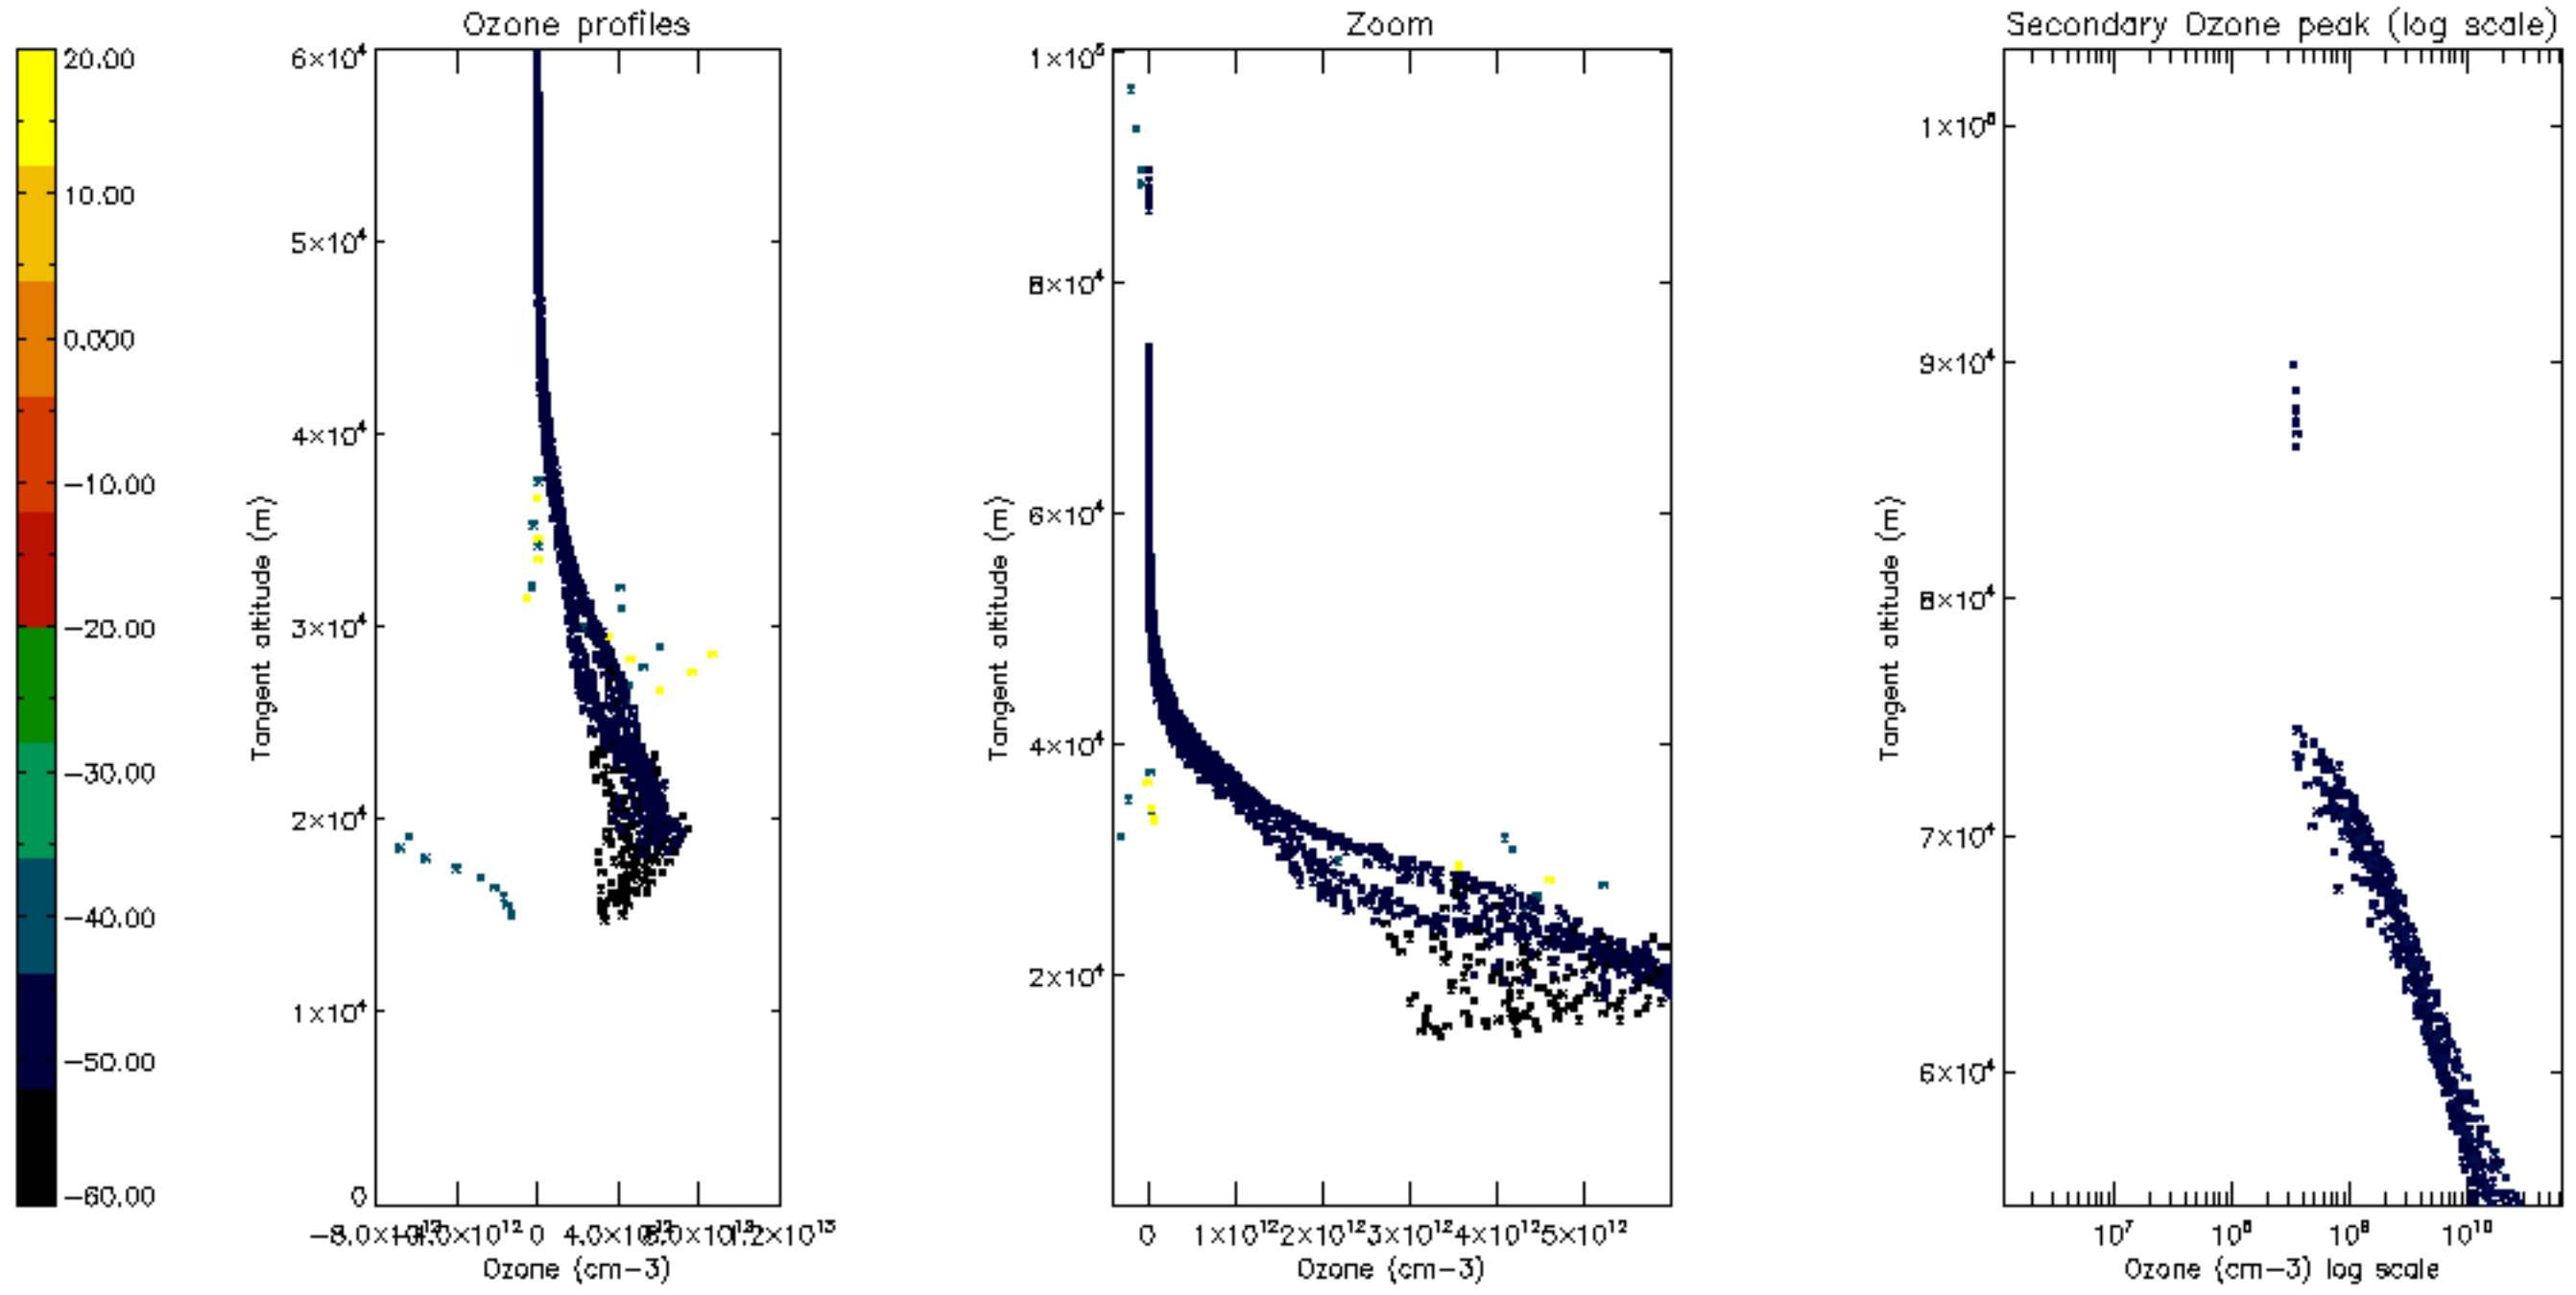 Ozone profiles
Zoom
Secondary Ozone peak (log scale)
20.00
10.00
0.000
−10.00
−20.00
−30.00
−40.00
−50.00
−60.00
Tangent altitude (m)
6×10⁴
5×10⁴
4×10⁴
3×10⁴
2×10⁴
1×10⁴
0
0 1.2×10¹³
Ozone (cm−3)
Tangent altitude (m)
1×10⁵
8×10⁴
6×10⁴
4×10⁴
2×10⁴
0 1×10¹² 2×10¹² 3×10¹² 4×10¹² 5×10¹²
Ozone (cm−3)
Tangent altitude (m)
1×10⁵
9×10⁴
8×10⁴
7×10⁴
6×10⁴
10⁷ 10⁸ 10⁹ 10¹⁰
Ozone (cm−3) log scale